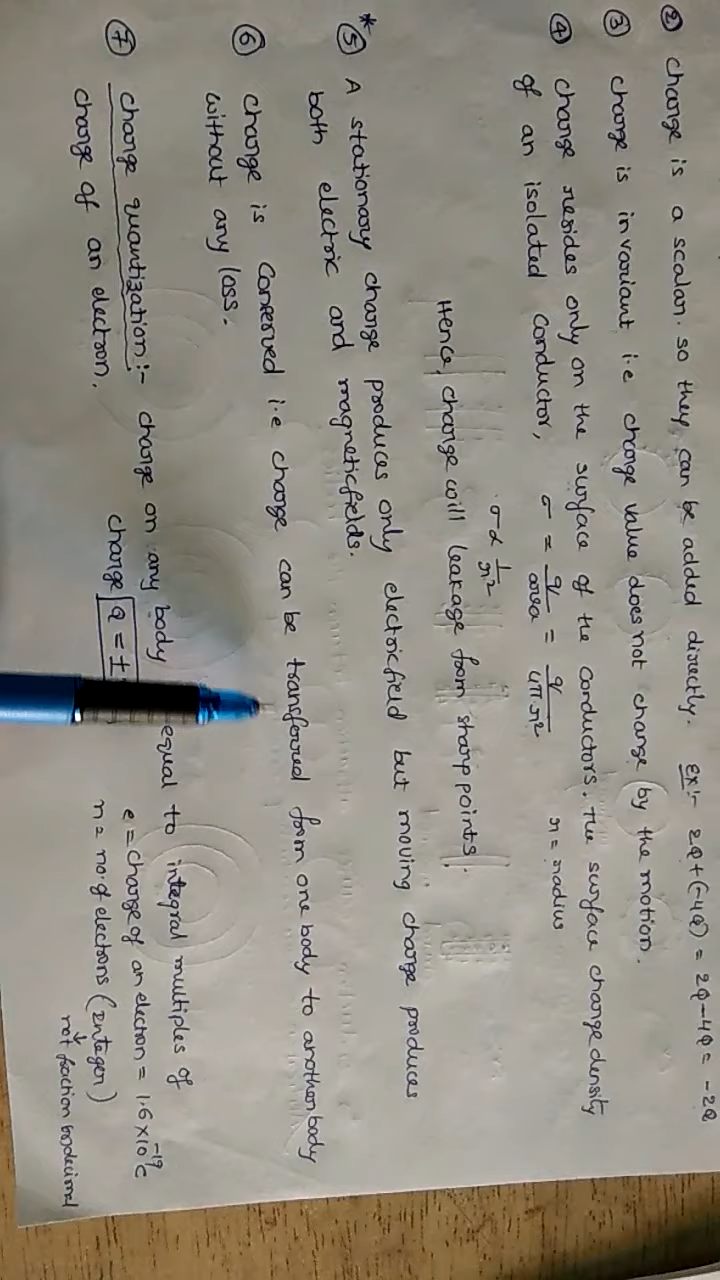 ② charge is a scalar. so they can be added directly. ex:- 2Q+(-4Q) = 2Q-4Q = -2Q
③ charge is invariant i.e charge value does not change by the motion.
④ charge resides only on the surface of the conductors. The surface charge density
of an isolated conductor, σ = q/area = q/4πr² r = radius
σ ∝ 1/r²
Hence, charge will leakage from sharp points.
*⑤ A stationary charge produces only electricfield but moving charge produces
both electric and magneticfields.
⑥ charge is conserved i.e charge can be transferred from one body to another body
without any loss.
⑦ charge quantization:- charge on any body equal to integral multiples of
charge of an electron. charge Q = ± e = charge of an electron = 1.6×10⁻¹⁹C
n = no. of electrons (Integer)
↓
not fraction (or) decimal